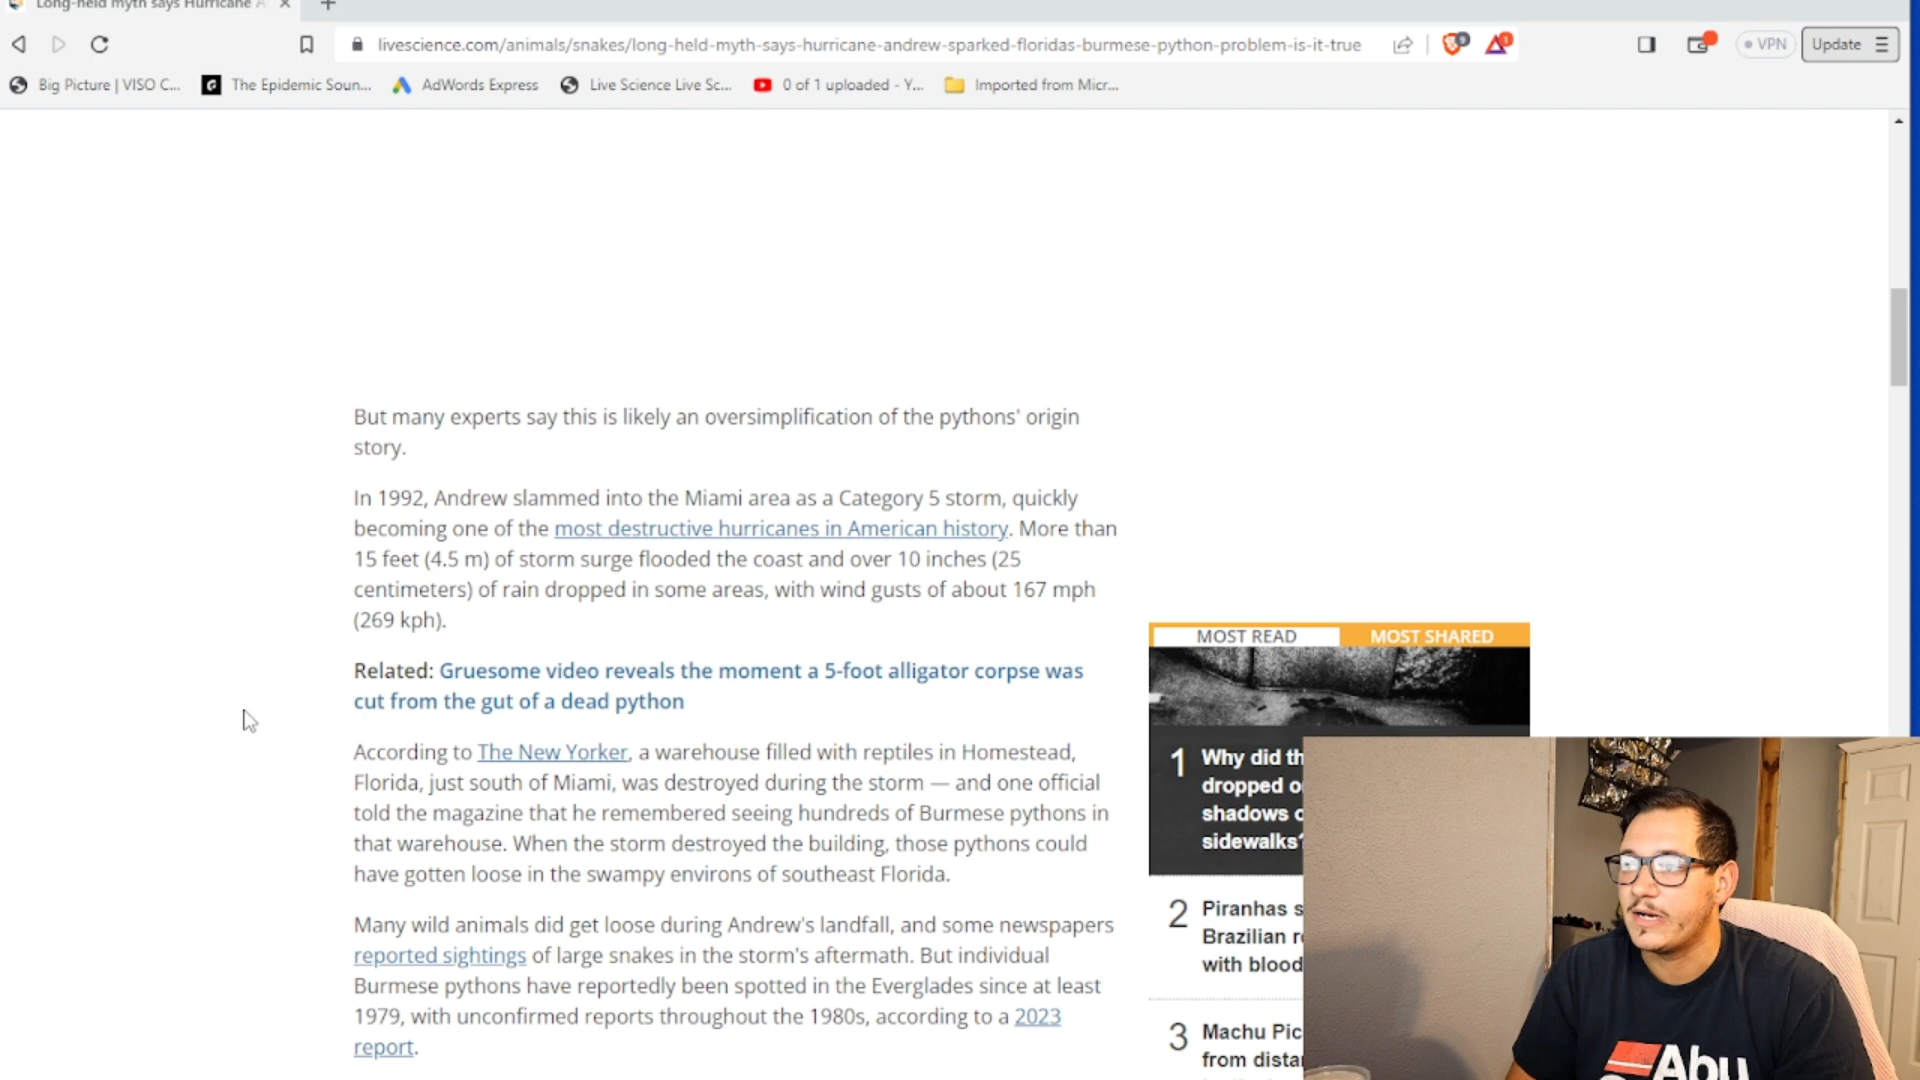 Long-held myth says Hurricane A
livescience.com/animals/snakes/long-held-myth-says-hurricane-andrew-sparked-floridas-burmese-python-problem-is-it-true
VPN
Update
Big Picture | VISO C...
The Epidemic Soun...
AdWords Express
Live Science Live Sc...
0 of 1 uploaded - Y...
Imported from Micr...
But many experts say this is likely an oversimplification of the pythons' origin
story.
In 1992, Andrew slammed into the Miami area as a Category 5 storm, quickly
becoming one of the most destructive hurricanes in American history. More than
15 feet (4.5 m) of storm surge flooded the coast and over 10 inches (25
centimeters) of rain dropped in some areas, with wind gusts of about 167 mph
(269 kph).
Related: Gruesome video reveals the moment a 5-foot alligator corpse was
cut from the gut of a dead python
According to The New Yorker, a warehouse filled with reptiles in Homestead,
Florida, just south of Miami, was destroyed during the storm — and one official
told the magazine that he remembered seeing hundreds of Burmese pythons in
that warehouse. When the storm destroyed the building, those pythons could
have gotten loose in the swampy environs of southeast Florida.
Many wild animals did get loose during Andrew's landfall, and some newspapers
reported sightings of large snakes in the storm's aftermath. But individual
Burmese pythons have reportedly been spotted in the Everglades since at least
1979, with unconfirmed reports throughout the 1980s, according to a 2023
report.
MOST READ
MOST SHARED
1
Why did th
dropped o
shadows o
sidewalks?
2
Piranhas s
Brazilian r
with blood
3
Machu Pic
from distan
Abu